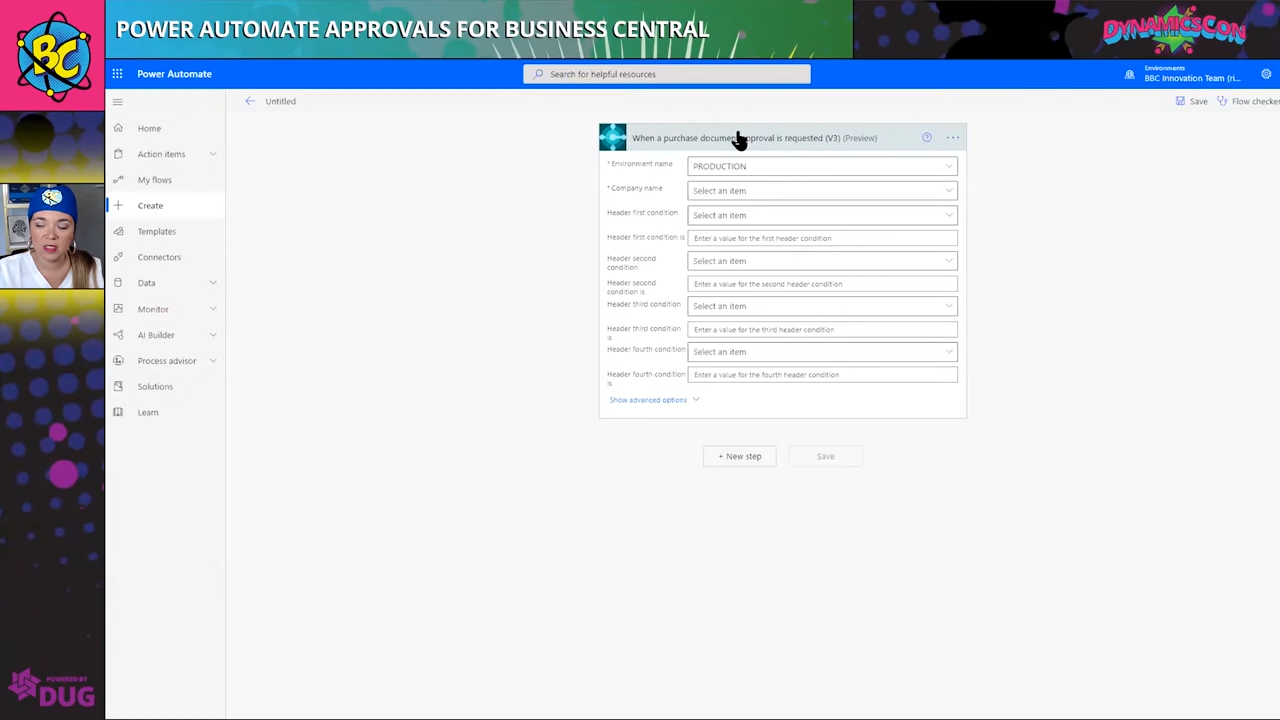 POWER AUTOMATE APPROVALS FOR BUSINESS CENTRAL
BC
DYNAMICSCON
Power Automate
Search for helpful resources
Environments
BBC Innovation Team (ri...
Untitled
Save
Flow checker
Home
Action items
My flows
Create
Templates
Connectors
Data
Monitor
AI Builder
Process advisor
Solutions
Learn
When a purchase document approval is requested (V3) (Preview)
* Environment name
PRODUCTION
* Company name
Select an item
Header first condition
Select an item
Header first condition is
Enter a value for the first header condition
Header second condition
Select an item
Header second condition is
Enter a value for the second header condition
Header third condition
Select an item
Header third condition is
Enter a value for the third header condition
Header fourth condition
Select an item
Header fourth condition is
Enter a value for the fourth header condition
Show advanced options
+ New step
Save
POWERED BY
DUG